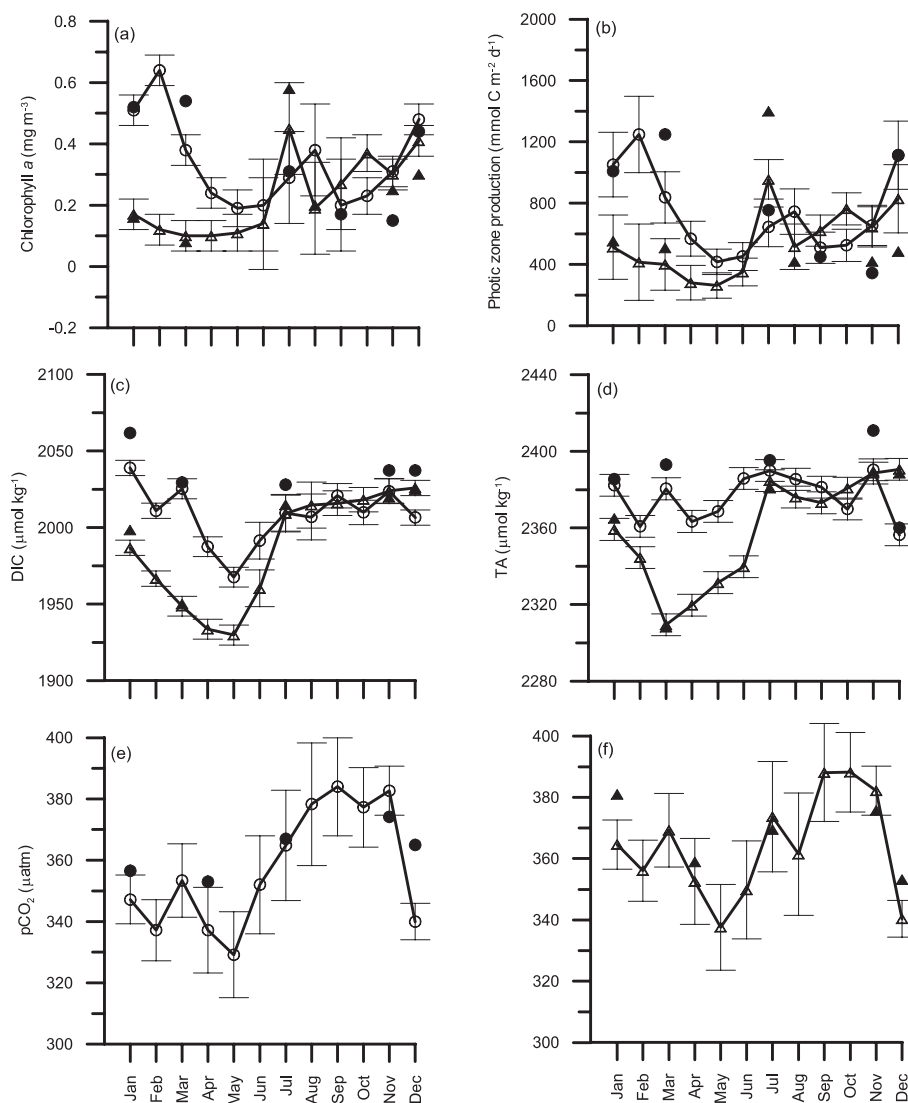 (a)
0.8
0.6
0.4
0.2
0
-0.2
Chlorophyll a (mg m-3)
(b)
2000
1600
1200
800
400
0
Photic zone production (mmol C m-2 d-1)
(c)
2100
2050
2000
1950
1900
DIC (μmol kg-1)
(d)
2440
2400
2360
2320
2280
TA (μmol kg-1)
(e)
400
380
360
340
320
300
pCO2 (μatm)
Jan
Feb
Mar
Apr
May
Jun
Jul
Aug
Sep
Oct
Nov
Dec
(f)
400
380
360
340
320
300
Jan
Feb
Mar
Apr
May
Jun
Jul
Aug
Sep
Oct
Nov
Dec